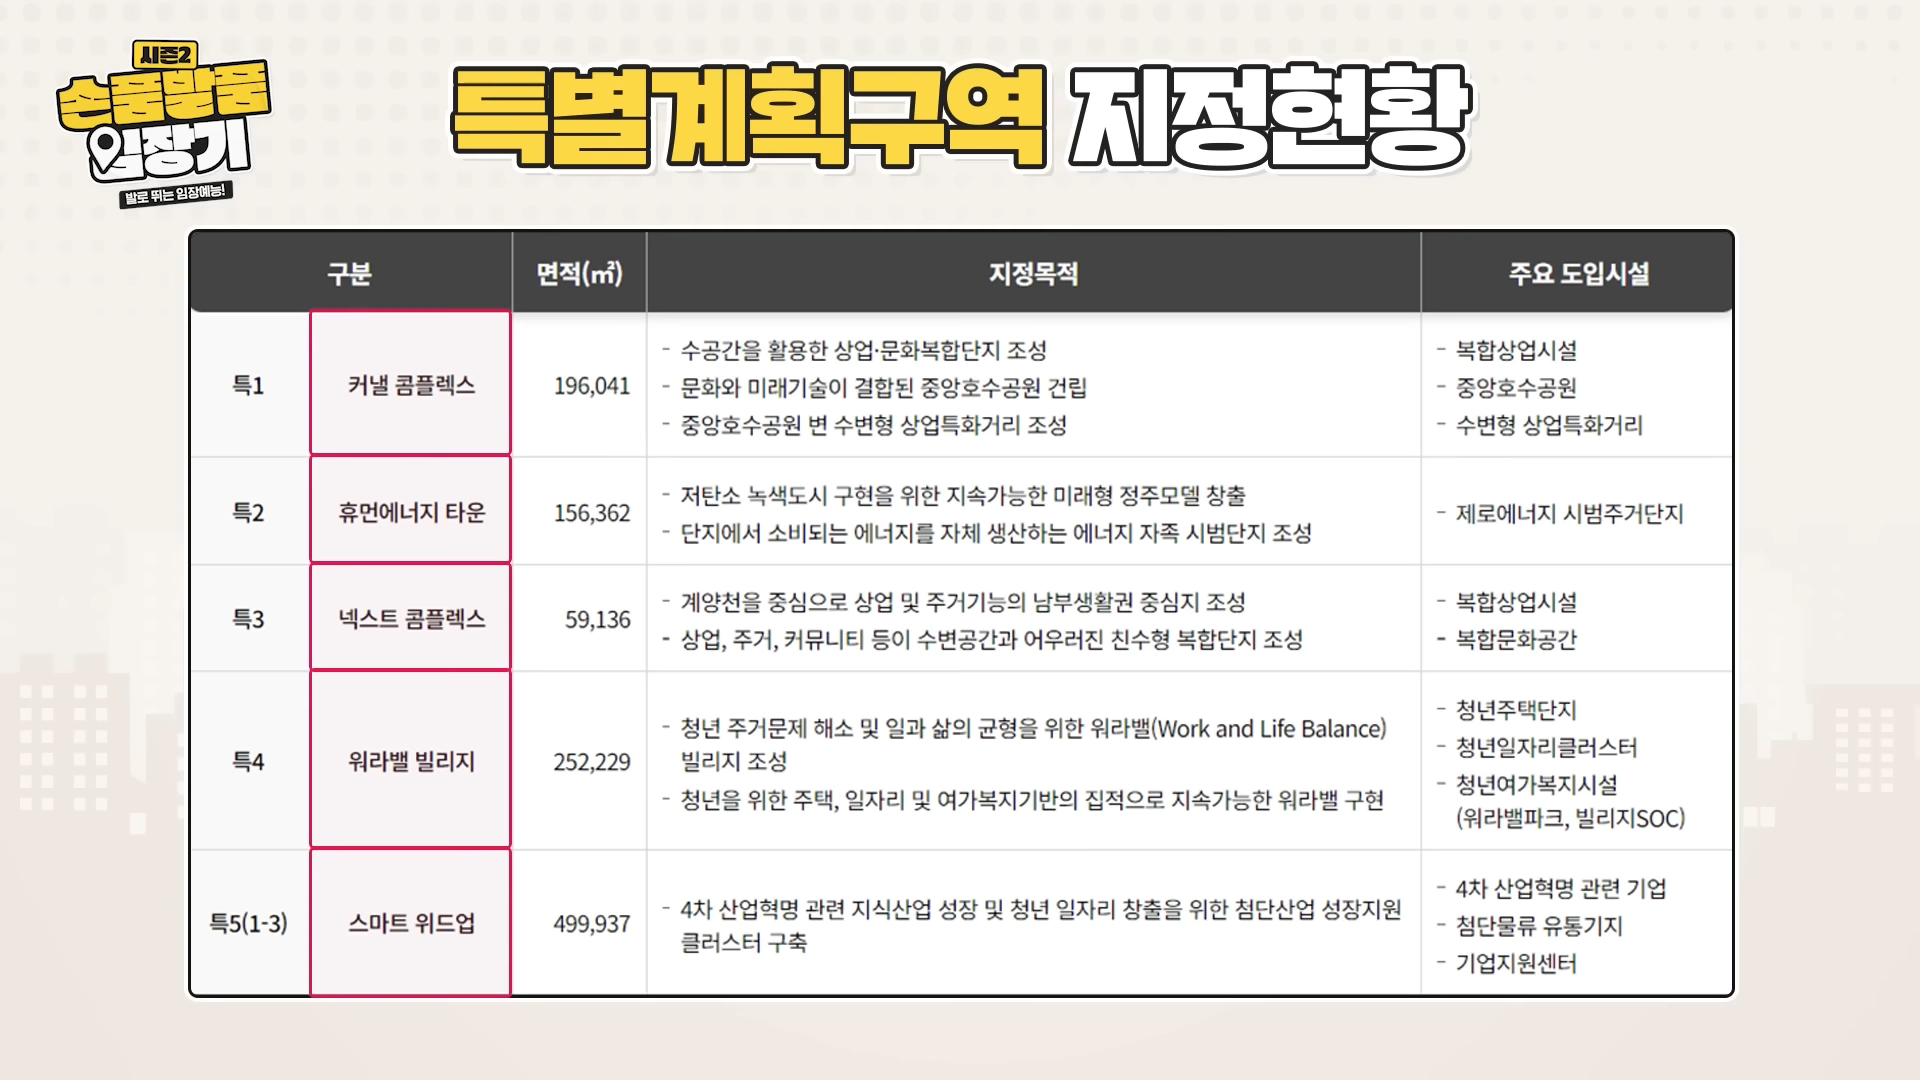 시즌2
손품발품
임장기
발로 뛰는 임장예능!
특별계획구역 지정현황
구분 면적(㎡) 지정목적 주요 도입시설
특1 커낼 콤플렉스 196,041
- 수공간을 활용한 상업·문화복합단지 조성
- 문화와 미래기술이 결합된 중앙호수공원 건립
- 중앙호수공원 변 수변형 상업특화거리 조성
- 복합상업시설
- 중앙호수공원
- 수변형 상업특화거리
특2 휴먼에너지 타운 156,362
- 저탄소 녹색도시 구현을 위한 지속가능한 미래형 정주모델 창출
- 단지에서 소비되는 에너지를 자체 생산하는 에너지 자족 시범단지 조성
- 제로에너지 시범주거단지
특3 넥스트 콤플렉스 59,136
- 계양천을 중심으로 상업 및 주거기능의 남부생활권 중심지 조성
- 상업, 주거, 커뮤니티 등이 수변공간과 어우러진 친수형 복합단지 조성
- 복합상업시설
- 복합문화공간
특4 워라밸 빌리지 252,229
- 청년 주거문제 해소 및 일과 삶의 균형을 위한 워라밸(Work and Life Balance)
빌리지 조성
- 청년을 위한 주택, 일자리 및 여가복지기반의 집적으로 지속가능한 워라밸 구현
- 청년주택단지
- 청년일자리클러스터
- 청년여가복지시설
(워라밸파크, 빌리지SOC)
특5(1-3) 스마트 위드업 499,937
- 4차 산업혁명 관련 지식산업 성장 및 청년 일자리 창출을 위한 첨단산업 성장지원
클러스터 구축
- 4차 산업혁명 관련 기업
- 첨단물류 유통기지
- 기업지원센터